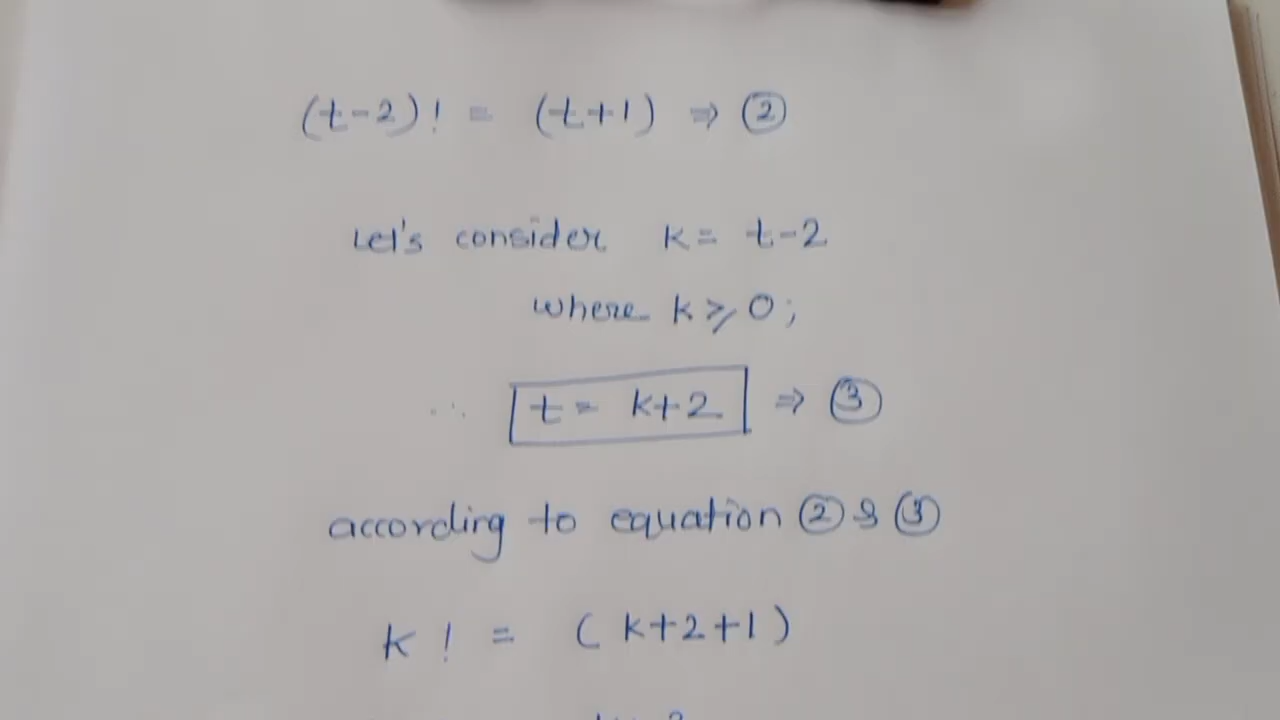 (t-2)! = (t+1) ⇒ ②
Let's consider k = t-2
where k ⩾ 0;
∴ t = k+2 ⇒ ③
according to equation ② & ③
k! = (k+2+1)